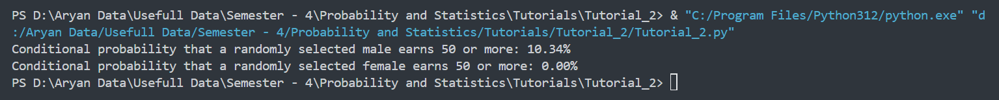 PS D:\Aryan Data\Usefull Data\Semester - 4\Probability and Statistics\Tutorials\Tutorial_2> & "C:/Program Files/Python312/python.exe" "d
:/Aryan Data/Usefull Data/Semester - 4/Probability and Statistics/Tutorials/Tutorial_2/Tutorial_2.py"
Conditional probability that a randomly selected male earns 50 or more: 10.34%
Conditional probability that a randomly selected female earns 50 or more: 0.00%
PS D:\Aryan Data\Usefull Data\Semester - 4\Probability and Statistics\Tutorials\Tutorial_2>